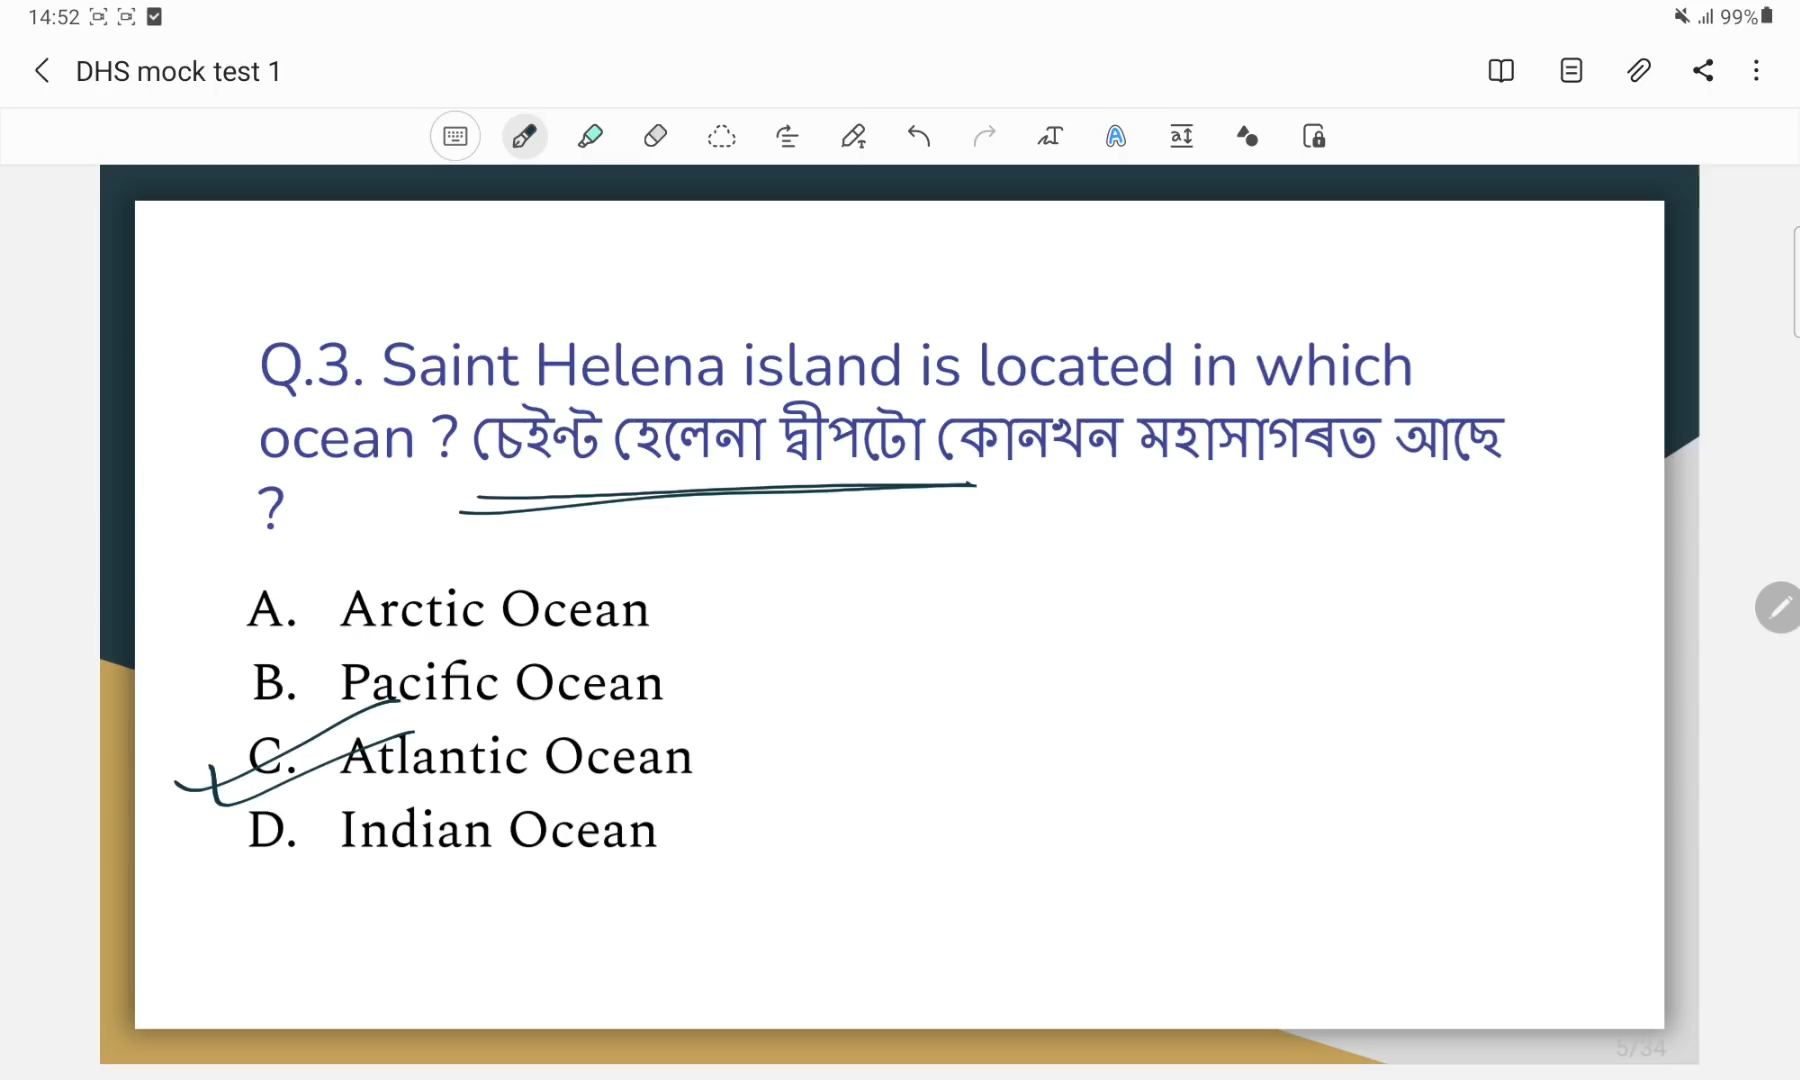 14:52
99%
DHS mock test 1
Q.3. Saint Helena island is located in which
ocean ? চেইন্ট হেলেনা দ্বীপটো কোনখন মহাসাগৰত আছে
?
A. Arctic Ocean
B. Pacific Ocean
C. Atlantic Ocean
D. Indian Ocean
5/34